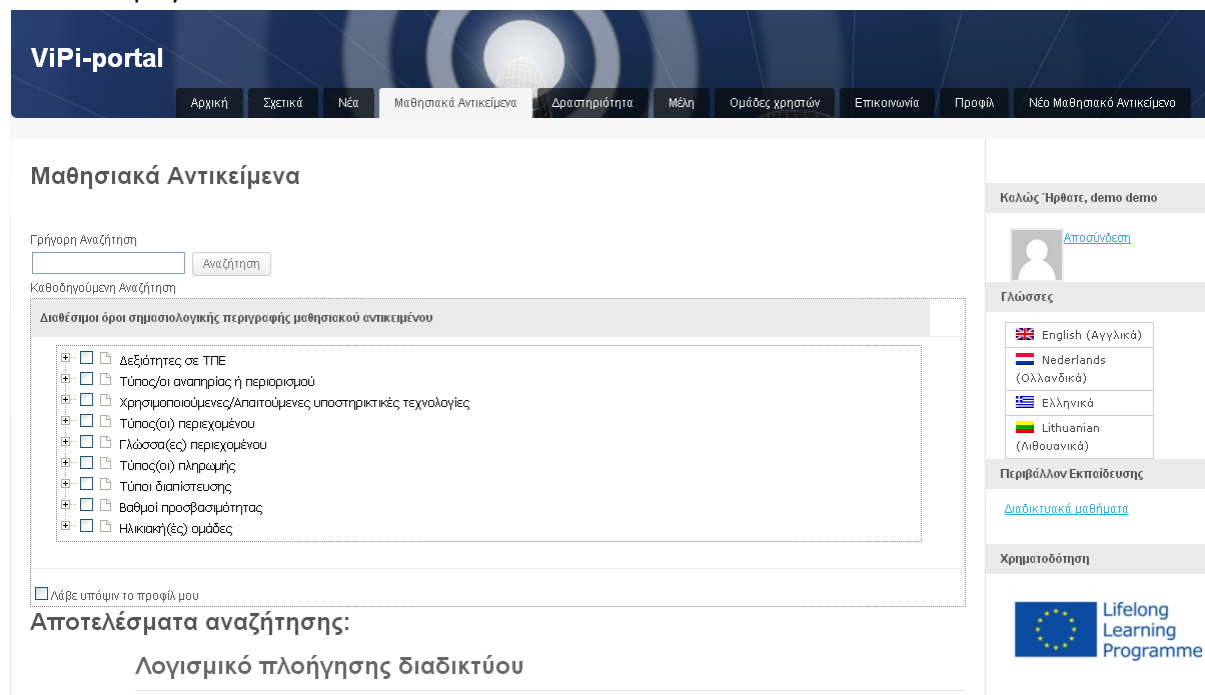 ViPi-portal
Αρχική
Σχετικά
Νέα
Μαθησιακά Αντικείμενα
Δραστηριότητα
Μέλη
Ομάδες χρηστών
Επικοινωνία
Προφίλ
Νέο Μαθησιακό Αντικείμενο
Μαθησιακά Αντικείμενα
Γρήγορη Αναζήτηση
Αναζήτηση
Καθοδηγούμενη Αναζήτηση
Διαθέσιμοι όροι σημασιολογικής περιγραφής μαθησιακού αντικειμένου
Δεξιότητες σε ΤΠΕ
Τύπος/οι αναπηρίας ή περιορισμού
Χρησιμοποιούμενες/Απαιτούμενες υποστηρικτικές τεχνολογίες
Τύπος(οι) περιεχομένου
Γλώσσα(ες) περιεχομένου
Τύπος(οι) πληρωμής
Τύποι διαπίστευσης
Βαθμοί προσβασιμότητας
Ηλικιακή(ές) ομάδες
Λάβε υπόψιν το προφίλ μου
Αποτελέσματα αναζήτησης:
Λογισμικό πλοήγησης διαδικτύου
Καλώς Ήρθατε, demo demo
Αποσύνδεση
Γλώσσες
English (Αγγλικά)
Nederlands
(Ολλανδικά)
Ελληνικά
Lithuanian
(Λιθουανικά)
Περιβάλλον Εκπαίδευσης
Διαδικτυακά μαθήματα
Χρηματοδότηση
Lifelong
Learning
Programme